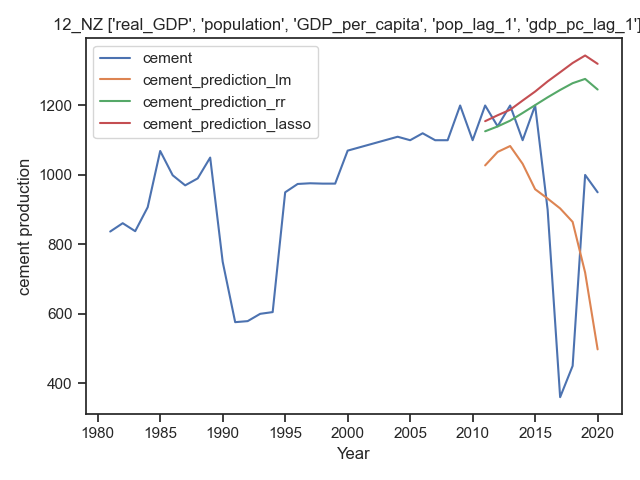 12_NZ ['real_GDP', 'population', 'GDP_per_capita', 'pop_lag_1', 'gdp_pc_lag_1']
cement
cement_prediction_lm
cement_prediction_rr
cement_prediction_lasso
1200
1000
800
600
400
cement production
1980 1985 1990 1995 2000 2005 2010 2015 2020
Year